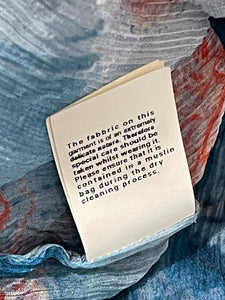 The fabbric on this
garment is of an extremely
delicate nature. Therefore
special care should be
taken whilst wearing it.
Please ensure that it is
contained in a muslin
bag during the dry
cleaning process.